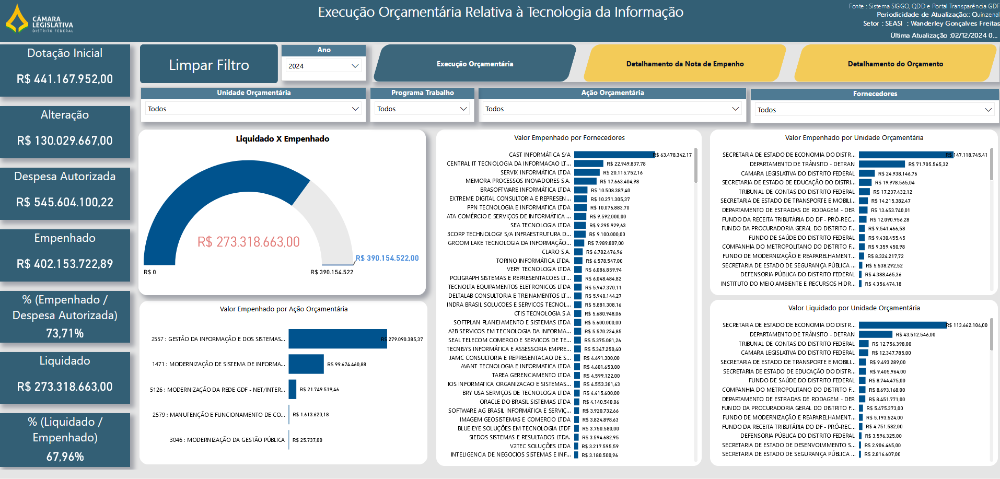 CÂMARA
LEGISLATIVA
DISTRITO FEDERAL
Execução Orçamentária Relativa à Tecnologia da Informação
Fonte : Sistema SIGGO, QDD e Portal Transparência GDF
Periodicidade de Atualização:: Quinzenal
Setor : SEASI : Wanderley Gonçalves Freitas
Última Atualização :02/12/2024 0...
Dotação Inicial
R$ 441.167.952,00
Alteração
R$ 130.029.667,00
Despesa Autorizada
R$ 545.604.100,22
Empenhado
R$ 402.153.722,89
% (Empenhado /
Despesa Autorizada)
73,71%
Liquidado
R$ 273.318.663,00
% (Liquidado /
Empenhado)
67,96%
Limpar Filtro
Ano
2024
Execução Orçamentária
Detalhamento da Nota de Empenho
Detalhamento do Orçamento
Unidade Orçamentária
Todos
Programa Trabalho
Todos
Ação Orçamentária
Todos
Fornecedores
Todos
Liquidado X Empenhado
R$ 273.318.663,00
R$ 390.154.522,00
R$ 0
R$ 390.154.522
Valor Empenhado por Ação Orçamentária
2557 : GESTÃO DA INFORMAÇÃO E DOS SISTEMAS... R$ 279.090.385,37
1471 : MODERNIZAÇÃO DE SISTEMA DE INFORMA... R$ 99.674.460,88
5126 : MODERNIZAÇÃO DA REDE GDF - NET/INTER... R$ 21.749.519,46
2579 : MANUTENÇÃO E FUNCIONAMENTO DE CO... R$ 1.613.620,18
3046 : MODERNIZAÇÃO DA GESTÃO PÚBLICA R$ 25.737,00
Valor Empenhado por Fornecedores
CAST INFORMÁTICA S/A R$ 63.478.342,17
CENTRAL IT TECNOLOGIA DA INFORMACAO LT... R$ 22.949.837,78
SERVIX INFORMÁTICA LTDA R$ 20.115.752,16
MEMORA PROCESSOS INOVADORES S.A. R$ 17.663.404,98
BRASOFTWARE INFORMÁTICA LTDA R$ 10.508.387,40
EXTREME DIGITAL CONSULTORIA E REPRESEN... R$ 10.271.305,37
PPN TECNOLOGIA E INFORMATICA LTDA R$ 10.076.883,70
ATA COMÉRCIO E SERVIÇOS DE INFORMÁTICA ... R$ 9.592.000,00
SEA TECNOLOGIA LTDA R$ 9.295.929,63
3CORP TECHNOLOGY S/A INFRAESTRUTURA D... R$ 9.100.000,00
GROOM LAKE TECNOLOGIA DA INFORMAÇÃO... R$ 7.989.807,00
CLARO S.A. R$ 6.782.476,96
TORINO INFORMÁTICA LTDA. R$ 6.578.547,00
VERY TECNOLOGIA LTDA R$ 6.086.859,94
POLIGRAPH SISTEMAS E REPRESENTACOES LT... R$ 6.048.484,82
TECNOLTA EQUIPAMENTOS ELETRONICOS LTDA R$ 5.947.370,11
DELTALAB CONSULTORIA E TREINAMENTOS LT... R$ 5.940.144,27
INDRA BRASIL SOLUCOES E SERVICOS TECNOL... R$ 5.881.308,16
CTIS TECNOLOGIA S.A R$ 5.680.948,06
SOFTPLAN PLANEJAMENTO E SISTEMAS LTDA R$ 5.600.000,00
A2B SERVICOS EM TECNOLOGIA DA INFORMA... R$ 5.570.234,85
SEAL TELECOM COMERCIO E SERVICOS DE TE... R$ 5.375.081,26
TECNISYS INFORMÁTICA E ASSESSORIA EMPRE... R$ 5.347.250,40
JAMC CONSULTORIA E REPRESENTACAO DE S... R$ 4.691.300,00
AVANT TECNOLOGIA E INFORMATICA LTDA R$ 4.601.650,00
TAREA GERENCIAMENTO LTDA R$ 4.599.122,00
IOS INFORMATICA ORGANIZACAO E SISTEMAS... R$ 4.553.381,63
BRY USA SERVIÇOS DE TECNOLOGIA LTDA R$ 4.415.600,00
ORACLE DO BRASIL SISTEMAS LTDA R$ 4.140.540,06
SOFTWARE AG BRASIL INFORMÁTICA E SERVIÇ... R$ 3.920.732,66
IMAGEM GEOSISTEMAS E COMERCIO LTDA R$ 3.824.898,63
BLUE EYE SOLUÇÕES EM TECNOLOGIA LTDF R$ 3.750.580,00
SIEDOS SISTEMAS E RESULTADOS LTDA. R$ 3.594.682,95
V2TEC SOLUÇÕES LTDA R$ 3.217.595,59
INTELIGENCIA DE NEGOCIOS SISTEMAS E INF... R$ 3.180.500,96
Valor Empenhado por Unidade Orçamentária
SECRETARIA DE ESTADO DE ECONOMIA DO DISTR... R$ 147.118.745,41
DEPARTAMENTO DE TRÂNSITO - DETRAN R$ 71.705.565,32
CAMARA LEGISLATIVA DO DISTRITO FEDERAL R$ 24.938.146,76
SECRETARIA DE ESTADO DE EDUCAÇÃO DO DISTRI... R$ 19.978.565,04
TRIBUNAL DE CONTAS DO DISTRITO FEDERAL R$ 17.237.432,12
SECRETARIA DE ESTADO DE TRANSPORTE E MOBILI... R$ 14.215.382,47
DEPARTAMENTO DE ESTRADAS DE RODAGEM - DER R$ 13.653.740,01
FUNDO DA RECEITA TRIBUTÁRIA DO DF - PRÓ-REC... R$ 12.090.956,28
FUNDO DA PROCURADORIA GERAL DO DISTRITO F... R$ 9.541.466,58
FUNDO DE SAÚDE DO DISTRITO FEDERAL R$ 9.430.455,45
COMPANHIA DO METROPOLITANO DO DISTRITO F... R$ 9.359.450,98
FUNDO DE MODERNIZAÇÃO E REAPARELHAMENT... R$ 8.324.217,72
SECRETARIA DE ESTADO DE SEGURANÇA PÚBLICA ... R$ 5.538.292,52
DEFENSORIA PÚBLICA DO DISTRITO FEDERAL R$ 4.388.465,36
INSTITUTO DO MEIO AMBIENTE E RECURSOS HIDR... R$ 4.356.474,18
Valor Liquidado por Unidade Orçamentária
SECRETARIA DE ESTADO DE ECONOMIA DO DISTR... R$ 113.662.104,00
DEPARTAMENTO DE TRÂNSITO - DETRAN R$ 43.512.546,00
TRIBUNAL DE CONTAS DO DISTRITO FEDERAL R$ 12.756.398,00
CAMARA LEGISLATIVA DO DISTRITO FEDERAL R$ 12.347.785,00
SECRETARIA DE ESTADO DE TRANSPORTE E MOBILI... R$ 9.493.289,00
SECRETARIA DE ESTADO DE EDUCAÇÃO DO DISTR... R$ 9.405.964,00
FUNDO DE SAÚDE DO DISTRITO FEDERAL R$ 8.744.475,00
COMPANHIA DO METROPOLITANO DO DISTRITO F... R$ 8.693.168,00
DEPARTAMENTO DE ESTRADAS DE RODAGEM - DER R$ 8.451.771,00
FUNDO DA PROCURADORIA GERAL DO DISTRITO F... R$ 5.475.373,00
FUNDO DE MODERNIZAÇÃO E REAPARELHAMENT... R$ 5.193.524,00
FUNDO DA RECEITA TRIBUTÁRIA DO DF - PRÓ-REC... R$ 4.751.582,00
DEFENSORIA PÚBLICA DO DISTRITO FEDERAL R$ 3.596.325,00
SECRETARIA DE ESTADO DE DESENVOLVIMENTO S... R$ 2.906.465,00
SECRETARIA DE ESTADO DE SEGURANÇA PÚBLICA ... R$ 2.816.607,00